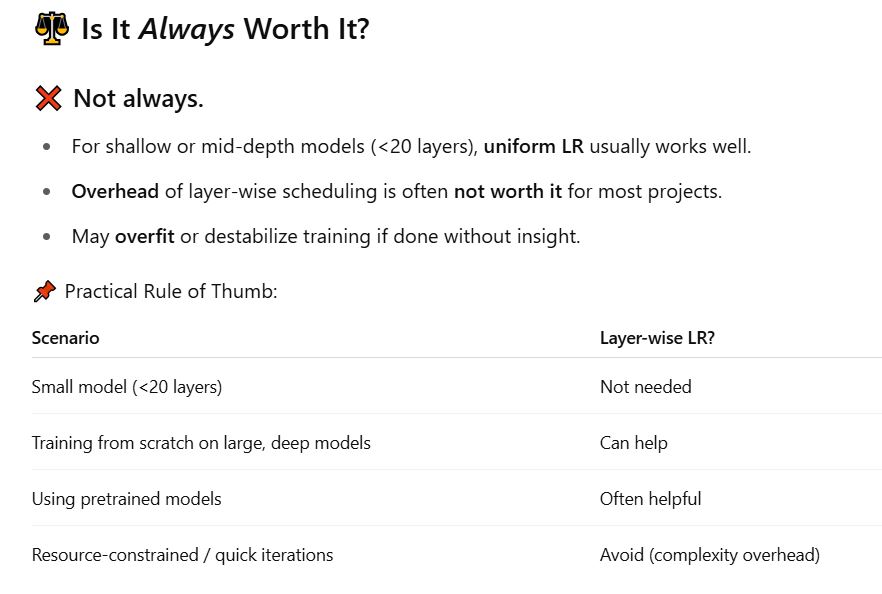 Is It Always Worth It?
Not always.
For shallow or mid-depth models (<20 layers), uniform LR usually works well.
Overhead of layer-wise scheduling is often not worth it for most projects.
May overfit or destabilize training if done without insight.
Practical Rule of Thumb:
Scenario Layer-wise LR?
Small model (<20 layers) Not needed
Training from scratch on large, deep models Can help
Using pretrained models Often helpful
Resource-constrained / quick iterations Avoid (complexity overhead)